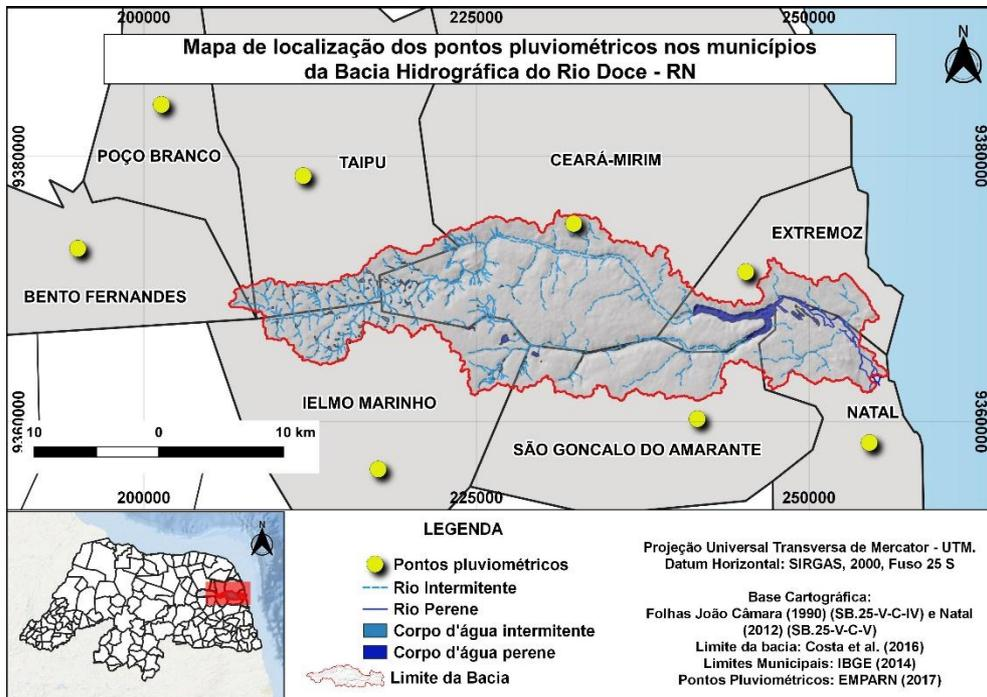 200000
225000
250000
Mapa de localização dos pontos pluviométricos nos municípios
da Bacia Hidrográfica do Rio Doce - RN
N
9380000
9380000
POÇO BRANCO
TAIPU
CEARÁ-MIRIM
EXTREMOZ
BENTO FERNANDES
IELMO MARINHO
NATAL
SÃO GONCALO DO AMARANTE
9360000
9360000
10
0
10 km
200000
225000
250000
N
LEGENDA
Pontos pluviométricos
Rio Intermitente
Rio Perene
Corpo d'água intermitente
Corpo d'água perene
Limite da Bacia
Projeção Universal Transversa de Mercator - UTM.
Datum Horizontal: SIRGAS, 2000, Fuso 25 S
Base Cartográfica:
Folhas João Câmara (1990) (SB.25-V-C-IV) e Natal
(2012) (SB.25-V-C-V)
Limite da bacia: Costa et al. (2016)
Limites Municipais: IBGE (2014)
Pontos Pluviométricos: EMPARN (2017)